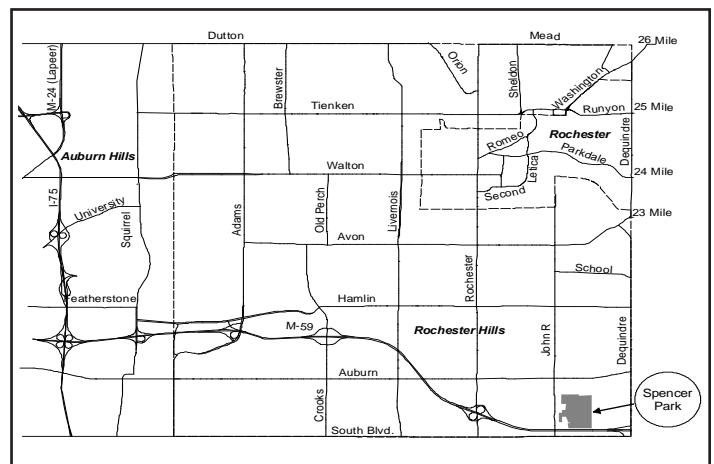 Dutton
Mead
26 Mile
M-24 (Lapeer)
Brewster
Orion
Sheldon
Washington
Tienken
Runyon
25 Mile
Auburn Hills
Romeo
Rochester
Parkdale
Dequindre
Walton
Letica
24 Mile
Second
I-75
University
Squirrel
Adams
Old Perch
Livernois
23 Mile
Avon
Rochester
School
Featherstone
Hamlin
M-59
Rochester Hills
John R
Dequindre
Auburn
Crooks
Spencer
Park
South Blvd.